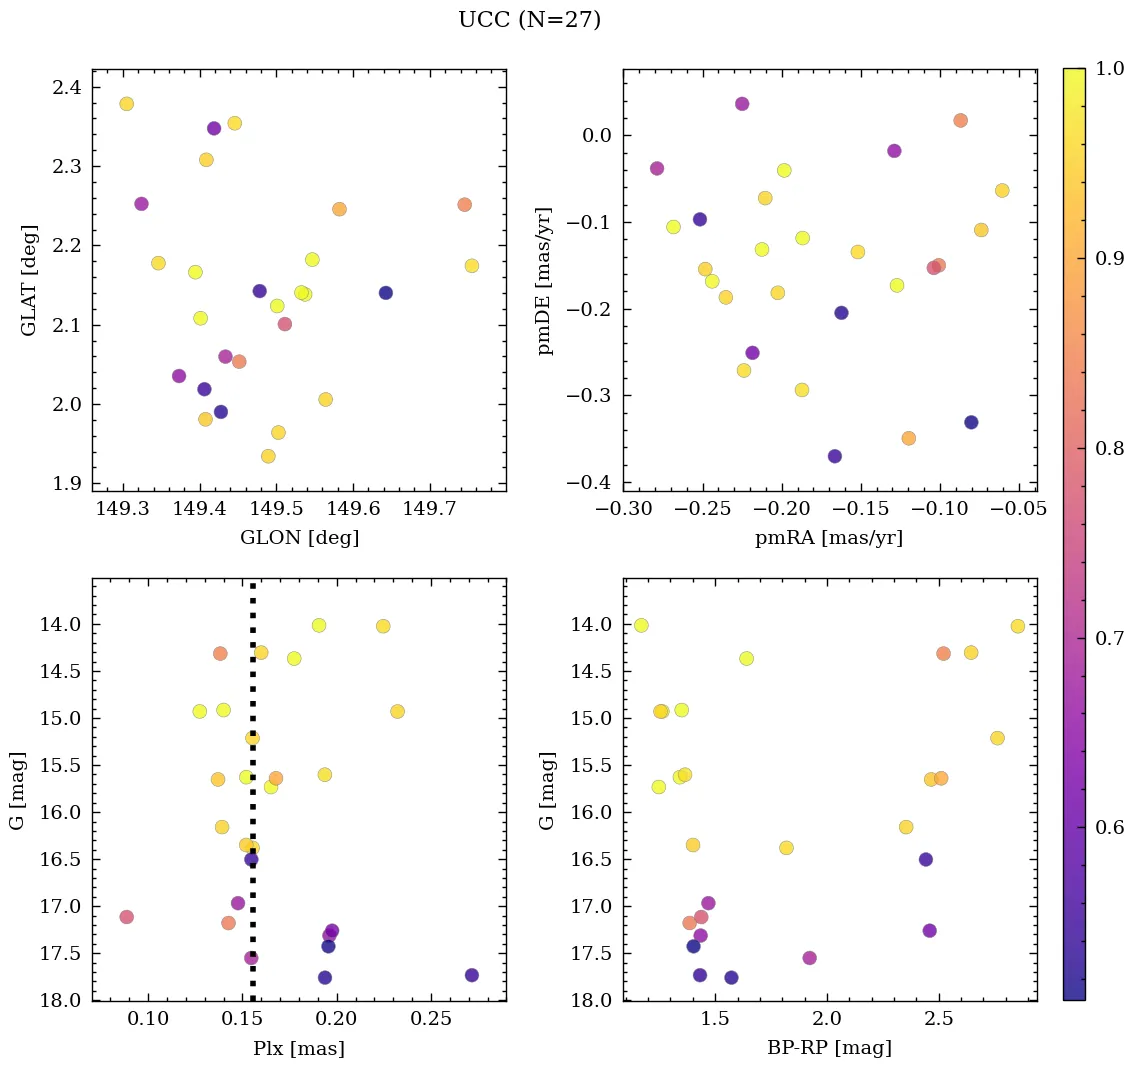 UCC (N=27)
2.4
2.3
2.2
2.1
2.0
1.9
GLAT [deg]
149.3 149.4 149.5 149.6 149.7
GLON [deg]
0.0
−0.1
−0.2
−0.3
−0.4
pmDE [mas/yr]
−0.30 −0.25 −0.20 −0.15 −0.10 −0.05
pmRA [mas/yr]
14.0
14.5
15.0
15.5
16.0
16.5
17.0
17.5
18.0
G [mag]
0.10 0.15 0.20 0.25
Plx [mas]
14.0
14.5
15.0
15.5
16.0
16.5
17.0
17.5
18.0
G [mag]
1.5 2.0 2.5
BP-RP [mag]
1.0
0.9
0.8
0.7
0.6